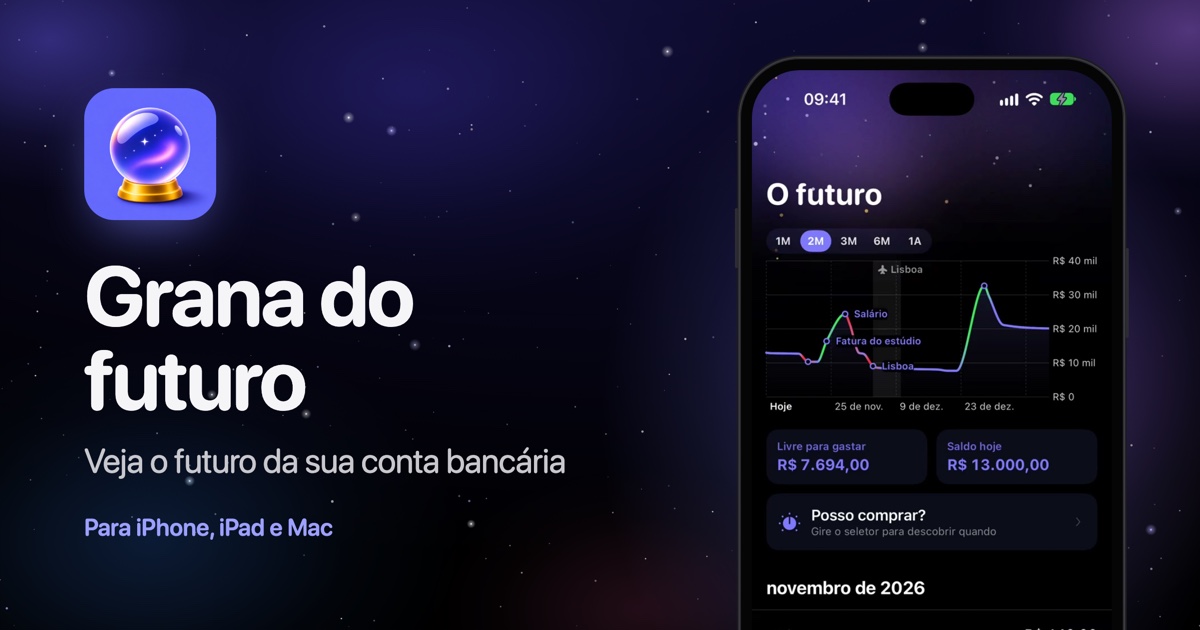 Grana do
futuro
Veja o futuro da sua conta bancária
Para iPhone, iPad e Mac
09:41
O futuro
1M 2M 3M 6M 1A
Lisboa
R$ 40 mil
R$ 30 mil
Salário
R$ 20 mil
Fatura do estúdio
R$ 10 mil
Lisboa
R$ 0
Hoje 25 de nov. 9 de dez. 23 de dez.
Livre para gastar Saldo hoje
R$ 7.694,00 R$ 13.000,00
Posso comprar?
Gire o seletor para descobrir quando
novembro de 2026